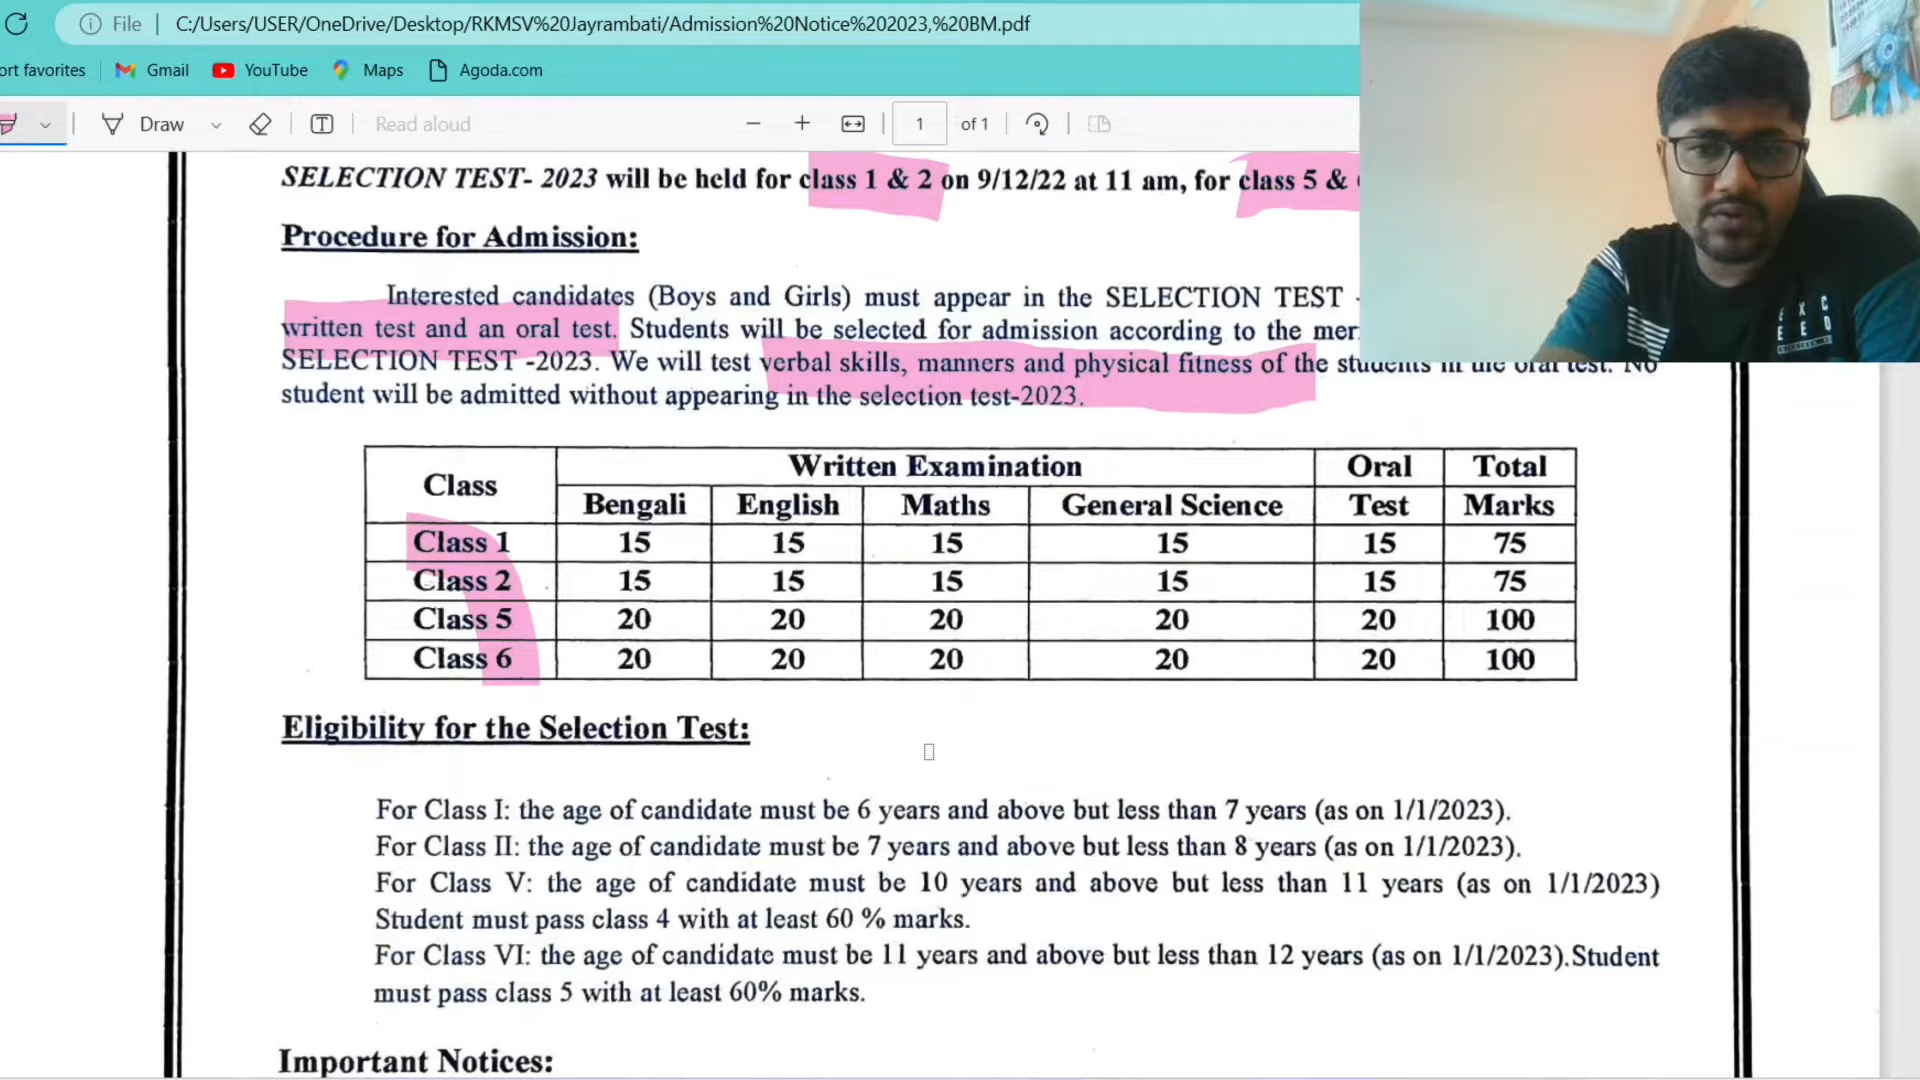 File C:/Users/USER/OneDrive/Desktop/RKMSV%20Jayrambati/Admission%20Notice%202023,%20BM.pdf
ort favorites Gmail YouTube Maps Agoda.com
Draw T Read aloud 1 of 1
SELECTION TEST- 2023 will be held for class 1 & 2 on 9/12/22 at 11 am, for class 5 &
Procedure for Admission:
Interested candidates (Boys and Girls) must appear in the SELECTION TEST -
written test and an oral test. Students will be selected for admission according to the mer
SELECTION TEST -2023. We will test verbal skills, manners and physical fitness of the students in the oral test. No
student will be admitted without appearing in the selection test-2023.
Class Written Examination Oral Total
Bengali English Maths General Science Test Marks
Class 1 15 15 15 15 15 75
Class 2 15 15 15 15 15 75
Class 5 20 20 20 20 20 100
Class 6 20 20 20 20 20 100
Eligibility for the Selection Test:
For Class I: the age of candidate must be 6 years and above but less than 7 years (as on 1/1/2023).
For Class II: the age of candidate must be 7 years and above but less than 8 years (as on 1/1/2023).
For Class V: the age of candidate must be 10 years and above but less than 11 years (as on 1/1/2023)
Student must pass class 4 with at least 60 % marks.
For Class VI: the age of candidate must be 11 years and above but less than 12 years (as on 1/1/2023).Student
must pass class 5 with at least 60% marks.
Important Notices: